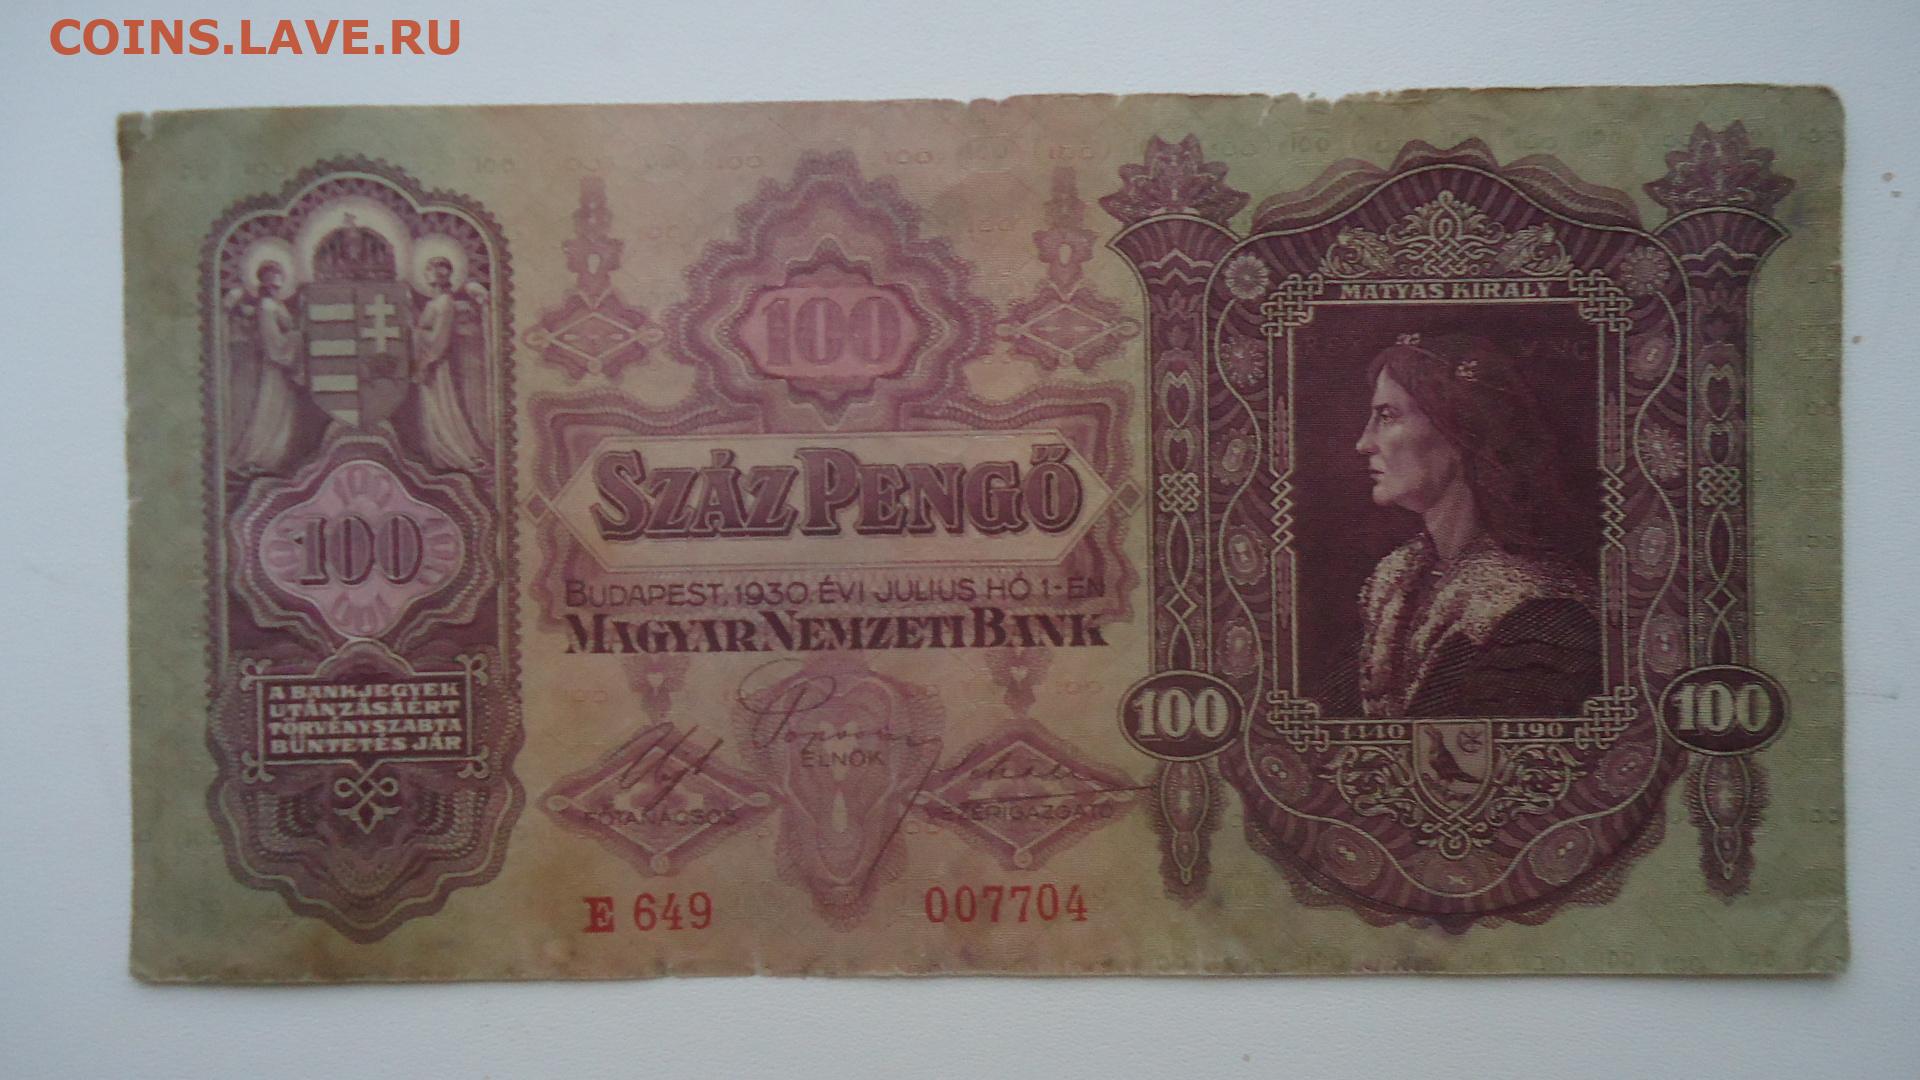 COINS.LAVE.RU
100
MATYAS KIRALY
100
SZÁZ PENGŐ
BUDAPEST, 1930. ÉVI JULIUS HÓ 1-ÉN
MAGYAR NEMZETI BANK
A BANKJEGYEK
UTÁNZÁSÁÉRT
TÖRVÉNYSZABTA
BÜNTETÉS JÁR
100
1440 1490
100
ELNÖK
FŐTANÁCSOS
VEZÉRIGAZGATÓ
E 649
007704